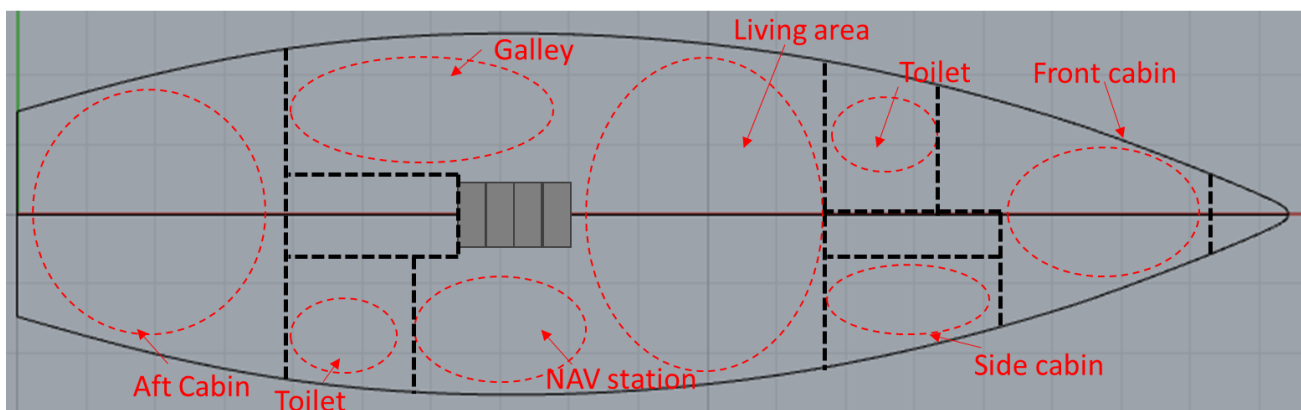 Living area
Galley
Toilet
Front cabin
Aft Cabin
Toilet
NAV station
Side cabin